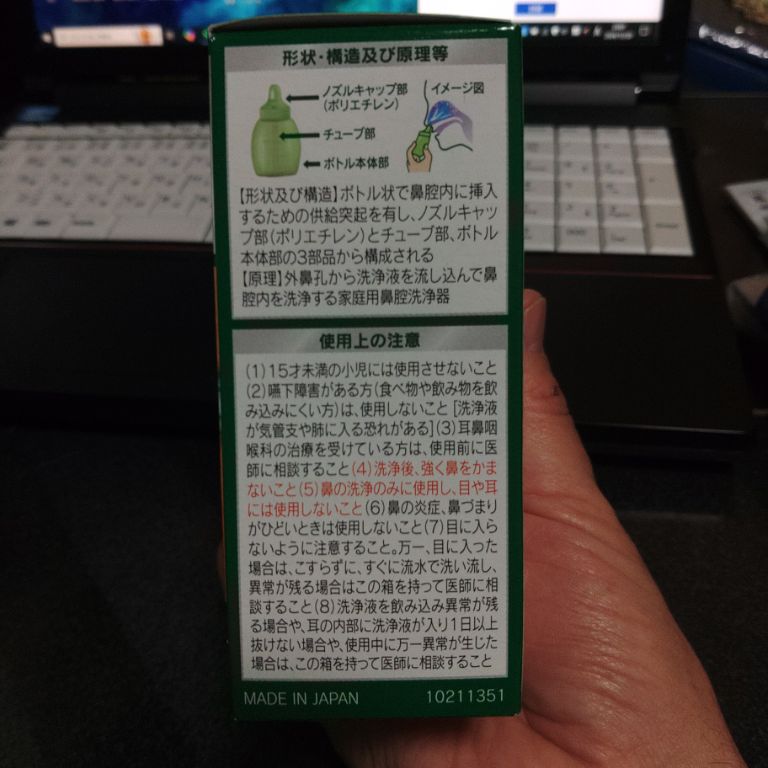 形状・構造及び原理等
ノズルキャップ部
(ポリエチレン)
イメージ図
チューブ部
ボトル本体部
【形状及び構造】ボトル状で鼻腔内に挿入
するための供給突起を有し、ノズルキャッ
プ部(ポリエチレン)とチューブ部、ボトル
本体部の3部品から構成される
【原理】外鼻孔から洗浄液を流し込んで鼻
腔内を洗浄する家庭用鼻腔洗浄器
使用上の注意
(1)15才未満の小児には使用させないこと
(2)嚥下障害がある方(食べ物や飲み物を飲
み込みにくい方)は、使用しないこと[洗浄液
が気管支や肺に入る恐れがある](3)耳鼻咽
喉科の治療を受けている方は、使用前に医
師に相談すること(4)洗浄後、強く鼻をかま
ないこと(5)鼻の洗浄のみに使用し、目や耳
には使用しないこと(6)鼻の炎症、鼻づまり
がひどいときは使用しないこと(7)目に入ら
ないように注意すること。万一、目に入った
場合は、こすらずに、すぐに流水で洗い流し、
異常が残る場合はこの箱を持って医師に相
談すること(8)洗浄液を飲み込み異常が残
る場合や、耳の内部に洗浄液が入り1日以上
抜けない場合や、使用中に万一異常が生じた
場合は、この箱を持って医師に相談すること
MADE IN JAPAN 10211351